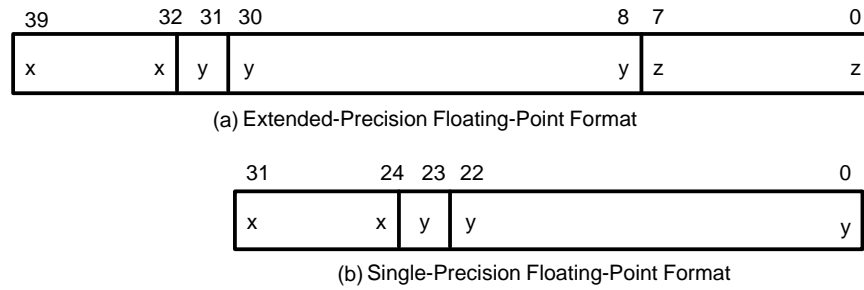 39 32 31 30 8 7 0
x x y y y z z
(a) Extended-Precision Floating-Point Format
31 24 23 22 0
x x y y y
(b) Single-Precision Floating-Point Format